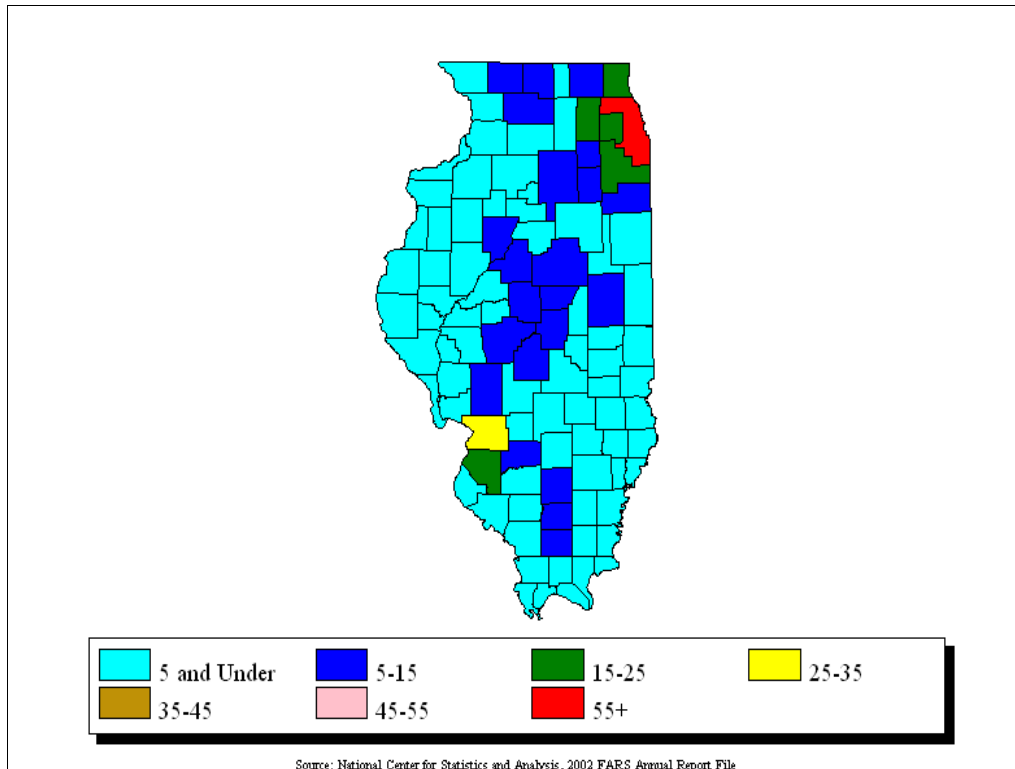 5 and Under 5-15 15-25 25-35
35-45 45-55 55+
Source: National Center for Statistics and Analysis, 2002 FARS Annual Report File